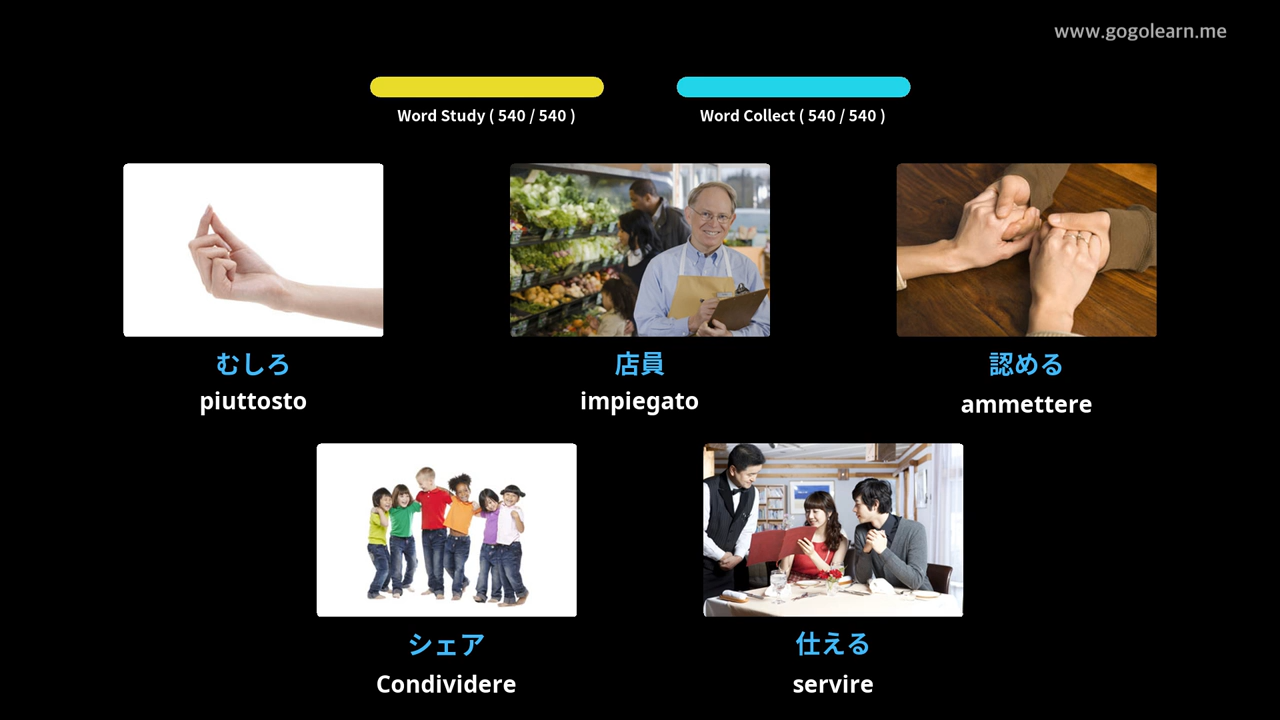 www.gogolearn.me
Word Study ( 540 / 540 )
Word Collect ( 540 / 540 )
むしろ
piuttosto
店員
impiegato
認める
ammettere
シェア
Condividere
仕える
servire